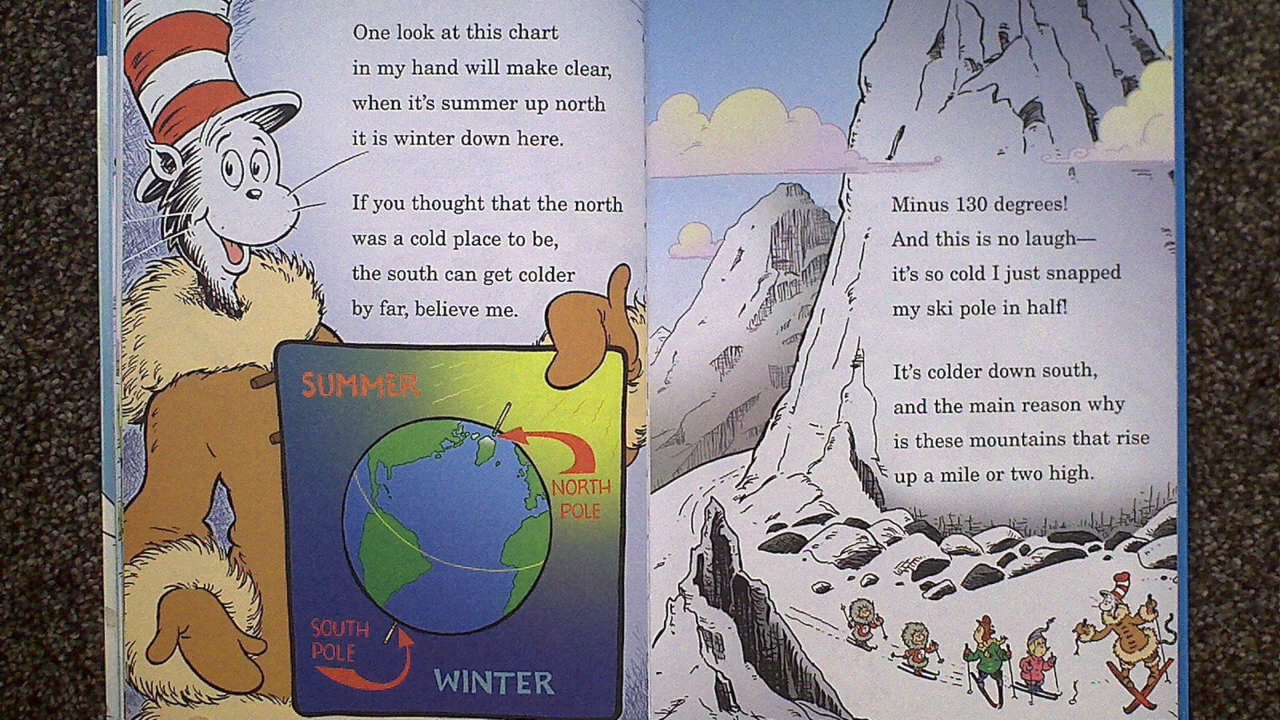 One look at this chart
in my hand will make clear,
when it's summer up north
it is winter down here.
If you thought that the north
was a cold place to be,
the south can get colder
by far, believe me.
SUMMER
NORTH
POLE
SOUTH
POLE
WINTER
Minus 130 degrees!
And this is no laugh—
it's so cold I just snapped
my ski pole in half!
It's colder down south,
and the main reason why
is these mountains that rise
up a mile or two high.